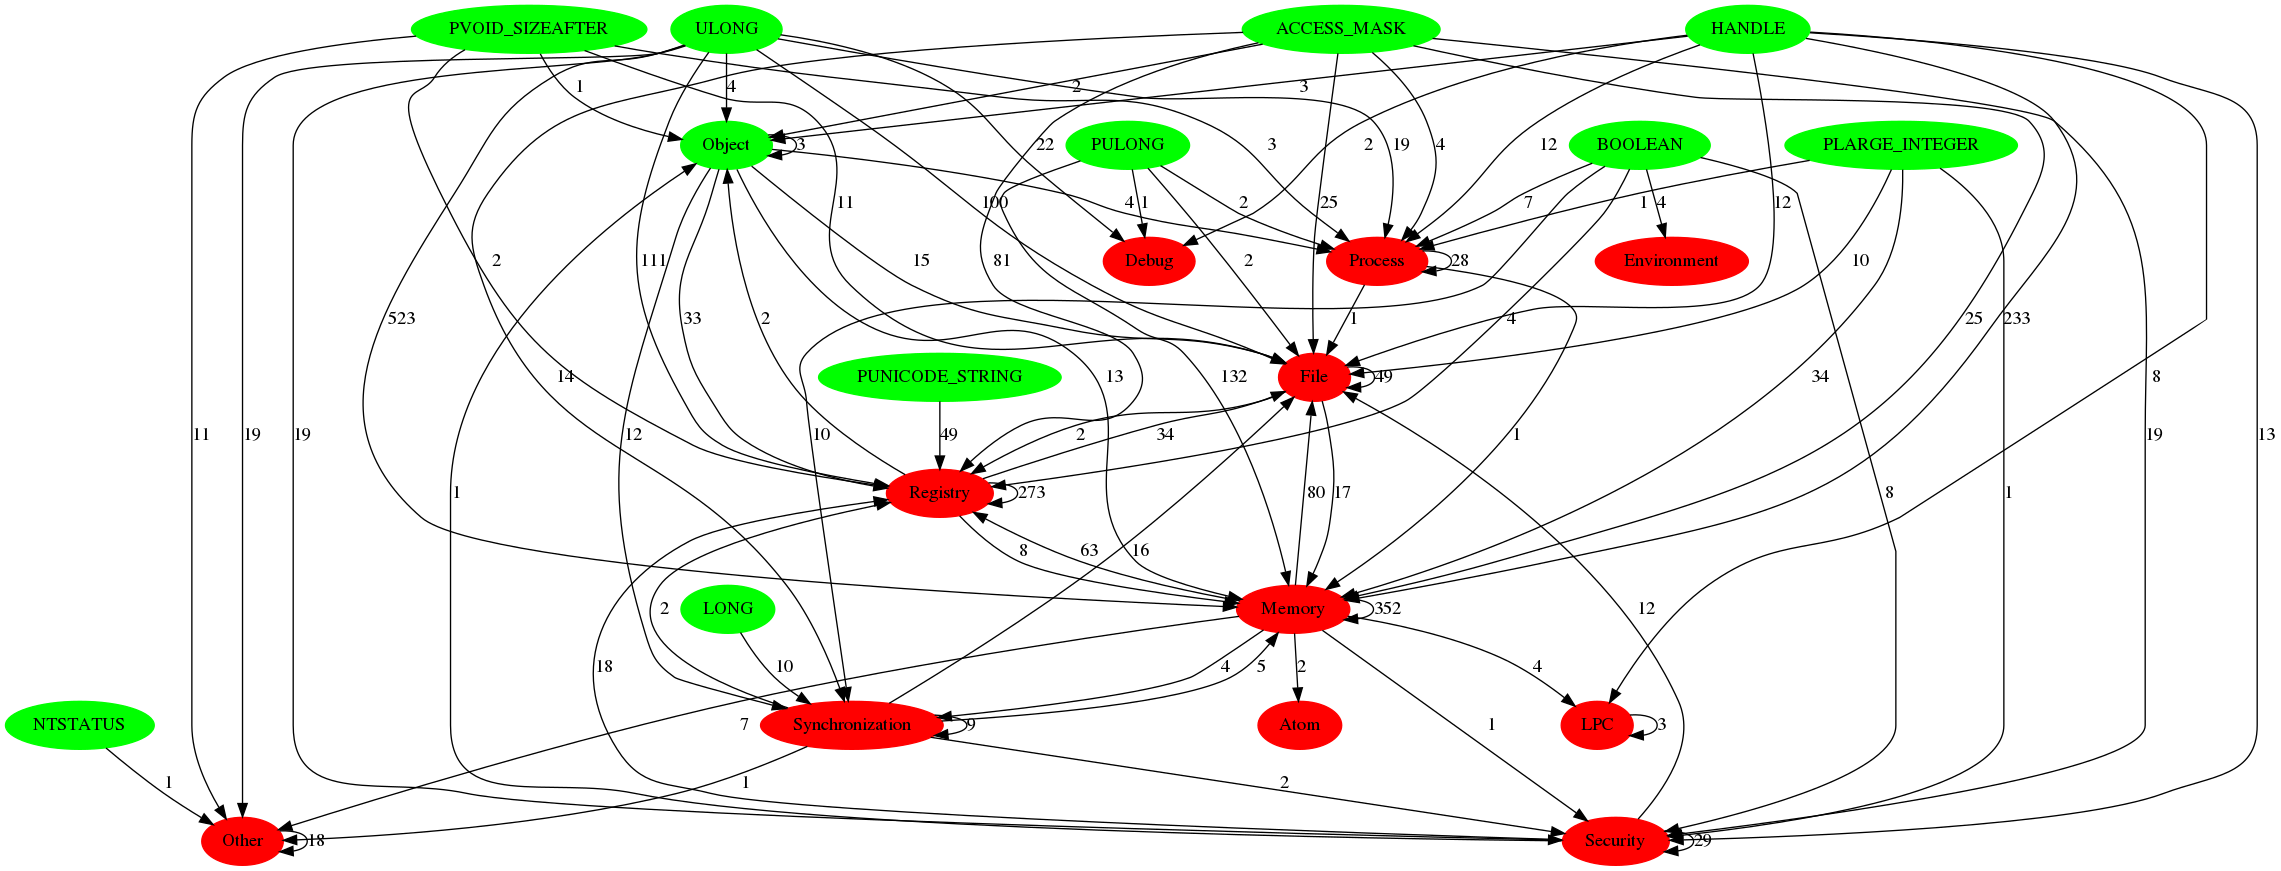 PVOID_SIZEAFTER ULONG ACCESS_MASK HANDLE
1 4 2 3
Object 3 22 PULONG 3 19 4 2 12 BOOLEAN PLARGE_INTEGER
11 100 4 1 2 25 7 4 1 12
2 111 81 Debug 2 Process 28 Environment 10
523 33 2 15 1 4 25 233
14 PUNICODE_STRING 13 132 File 49 34 8
11 19 19 12 10 49 2 34 1 19 13
1 Registry 273 80 17 8 1
8 63 16
2 LONG Memory 352 12
18 10 4 5 2 4
NTSTATUS 7 Synchronization 9 Atom 1 LPC 3
1 1 2
Other 18 Security 29